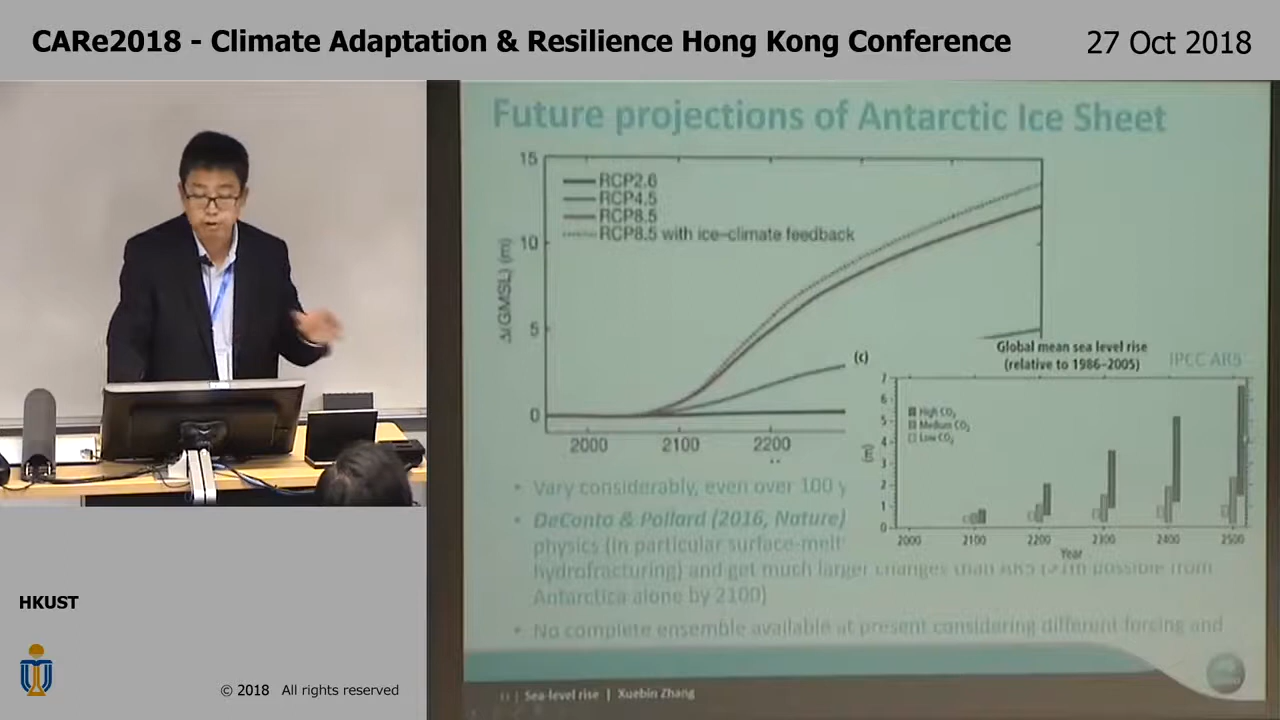 CARe2018 - Climate Adaptation & Resilience Hong Kong Conference
27 Oct 2018
Future projections of Antarctic Ice Sheet
15
RCP2.6
RCP4.5
RCP8.5
RCP8.5 with ice-climate feedback
10
Δ(GMSL) (m)
5
0
2000 2100 2200
(c)
Global mean sea level rise
(relative to 1986–2005)
IPCC AR5
7
6
5
4
3
2
1
0
High CO2
Medium CO2
Low CO2
(m)
2000 2100 2200 2300 2400 2500
Year
• Vary considerably, even over 100 y
• DeConto & Pollard (2016, Nature)
physics (in particular surface-melt
hydrofracturing) and get much larger changes than AR5 possible from
Antarctica alone by 2100)
• No complete ensemble available at present considering different forcing and
11 | Sea-level rise | Xuebin Zhang
HKUST
© 2018 All rights reserved